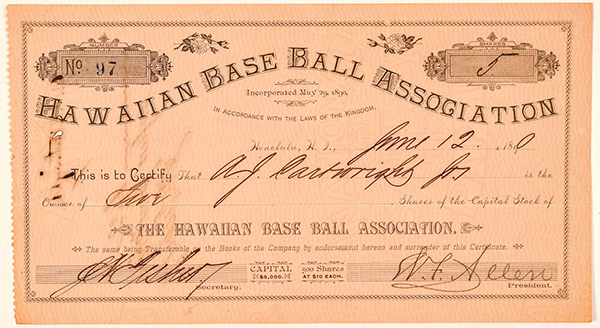 NUMBER
No. 97
SHARES
5
HAWAIIAN BASE BALL ASSOCIATION
Incorporated May 29, 1890,
IN ACCORDANCE WITH THE LAWS OF THE KINGDOM.
Honolulu, H. I., June 12, 1890
This is to Certify That A.J. Cartwright Jr is the
Owner of Five, Shares of the Capital Stock of
THE HAWAIIAN BASE BALL ASSOCIATION.
The same being Transferable on the Books of the Company by endorsement hereon and surrender of this Certificate.
CAPITAL
$5,000.
500 Shares
AT $10 EACH.
W.F. Allen
Secretary.
President.